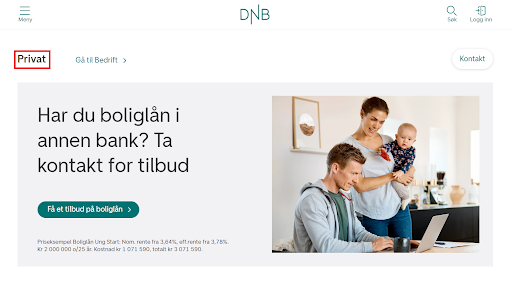 Meny
DNB
Søk
Logg inn
Privat
Gå til Bedrift
Kontakt
Har du boliglån i
annen bank? Ta
kontakt for tilbud
Få et tilbud på boliglån
Priseksempel Boliglån Ung Start: Nom. rente fra 3,64%, eff.rente fra 3,78%.
Kr 2 000 000 o/25 år. Kostnad kr 1 071 590, totalt kr 3 071 590.